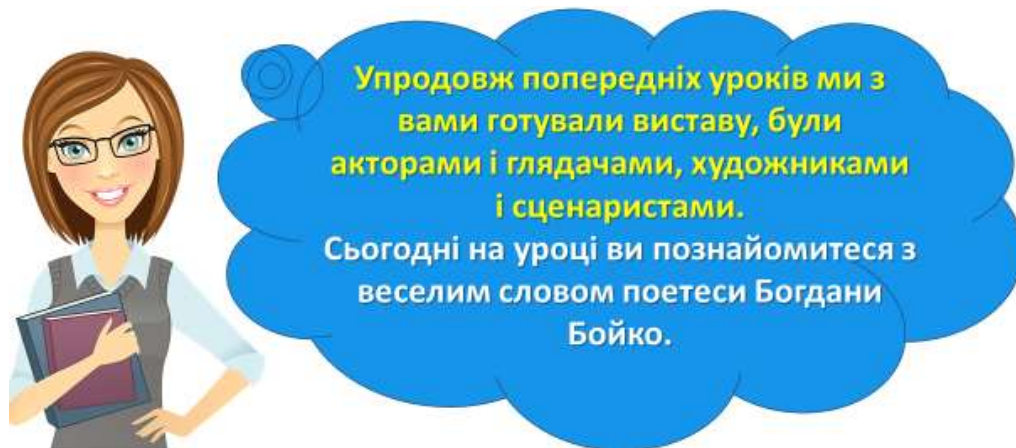 Упродовж попередніх уроків ми з
вами готували виставу, були
акторами і глядачами, художниками
і сценаристами.
Сьогодні на уроці ви познайомитеся з
веселим словом поетеси Богдани
Бойко.